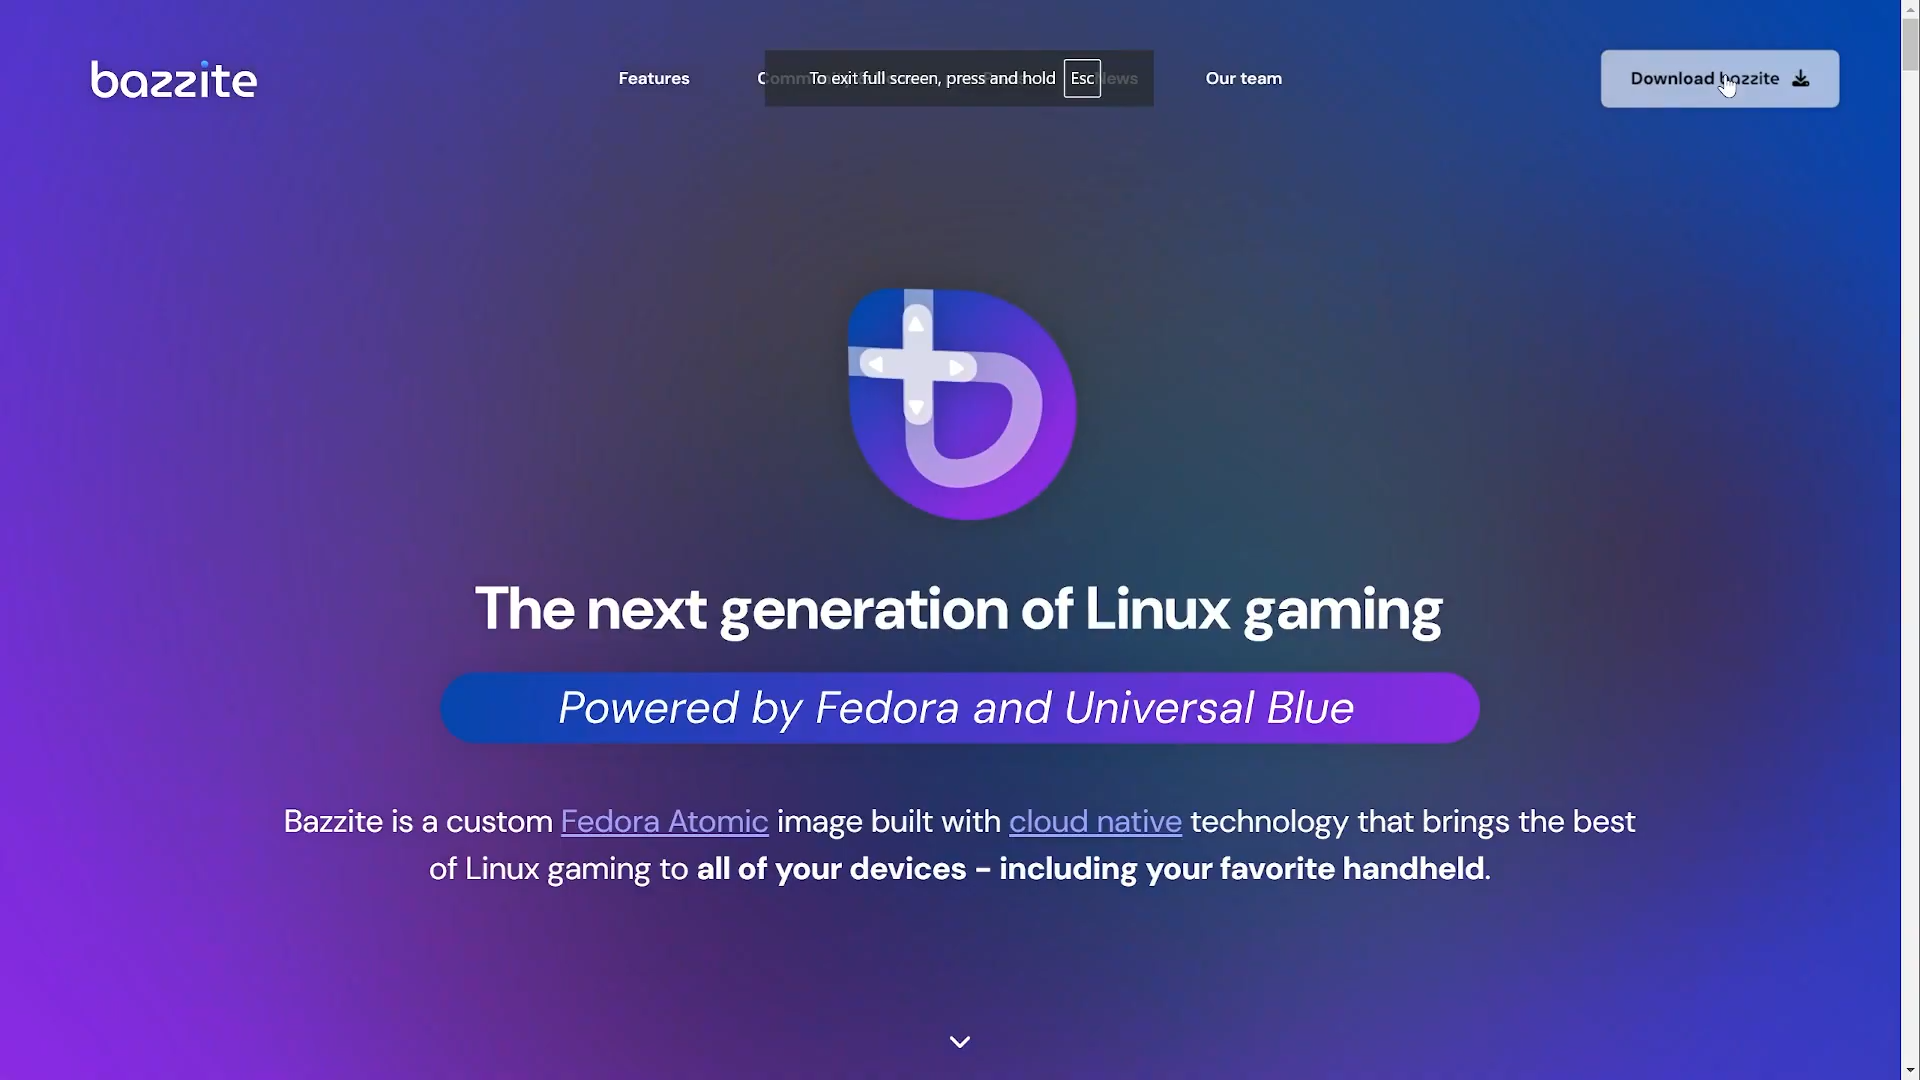 bazzite
Features
To exit full screen, press and hold Esc
News
Our team
Download bazzite
The next generation of Linux gaming
Powered by Fedora and Universal Blue
Bazzite is a custom Fedora Atomic image built with cloud native technology that brings the best
of Linux gaming to all of your devices – including your favorite handheld.